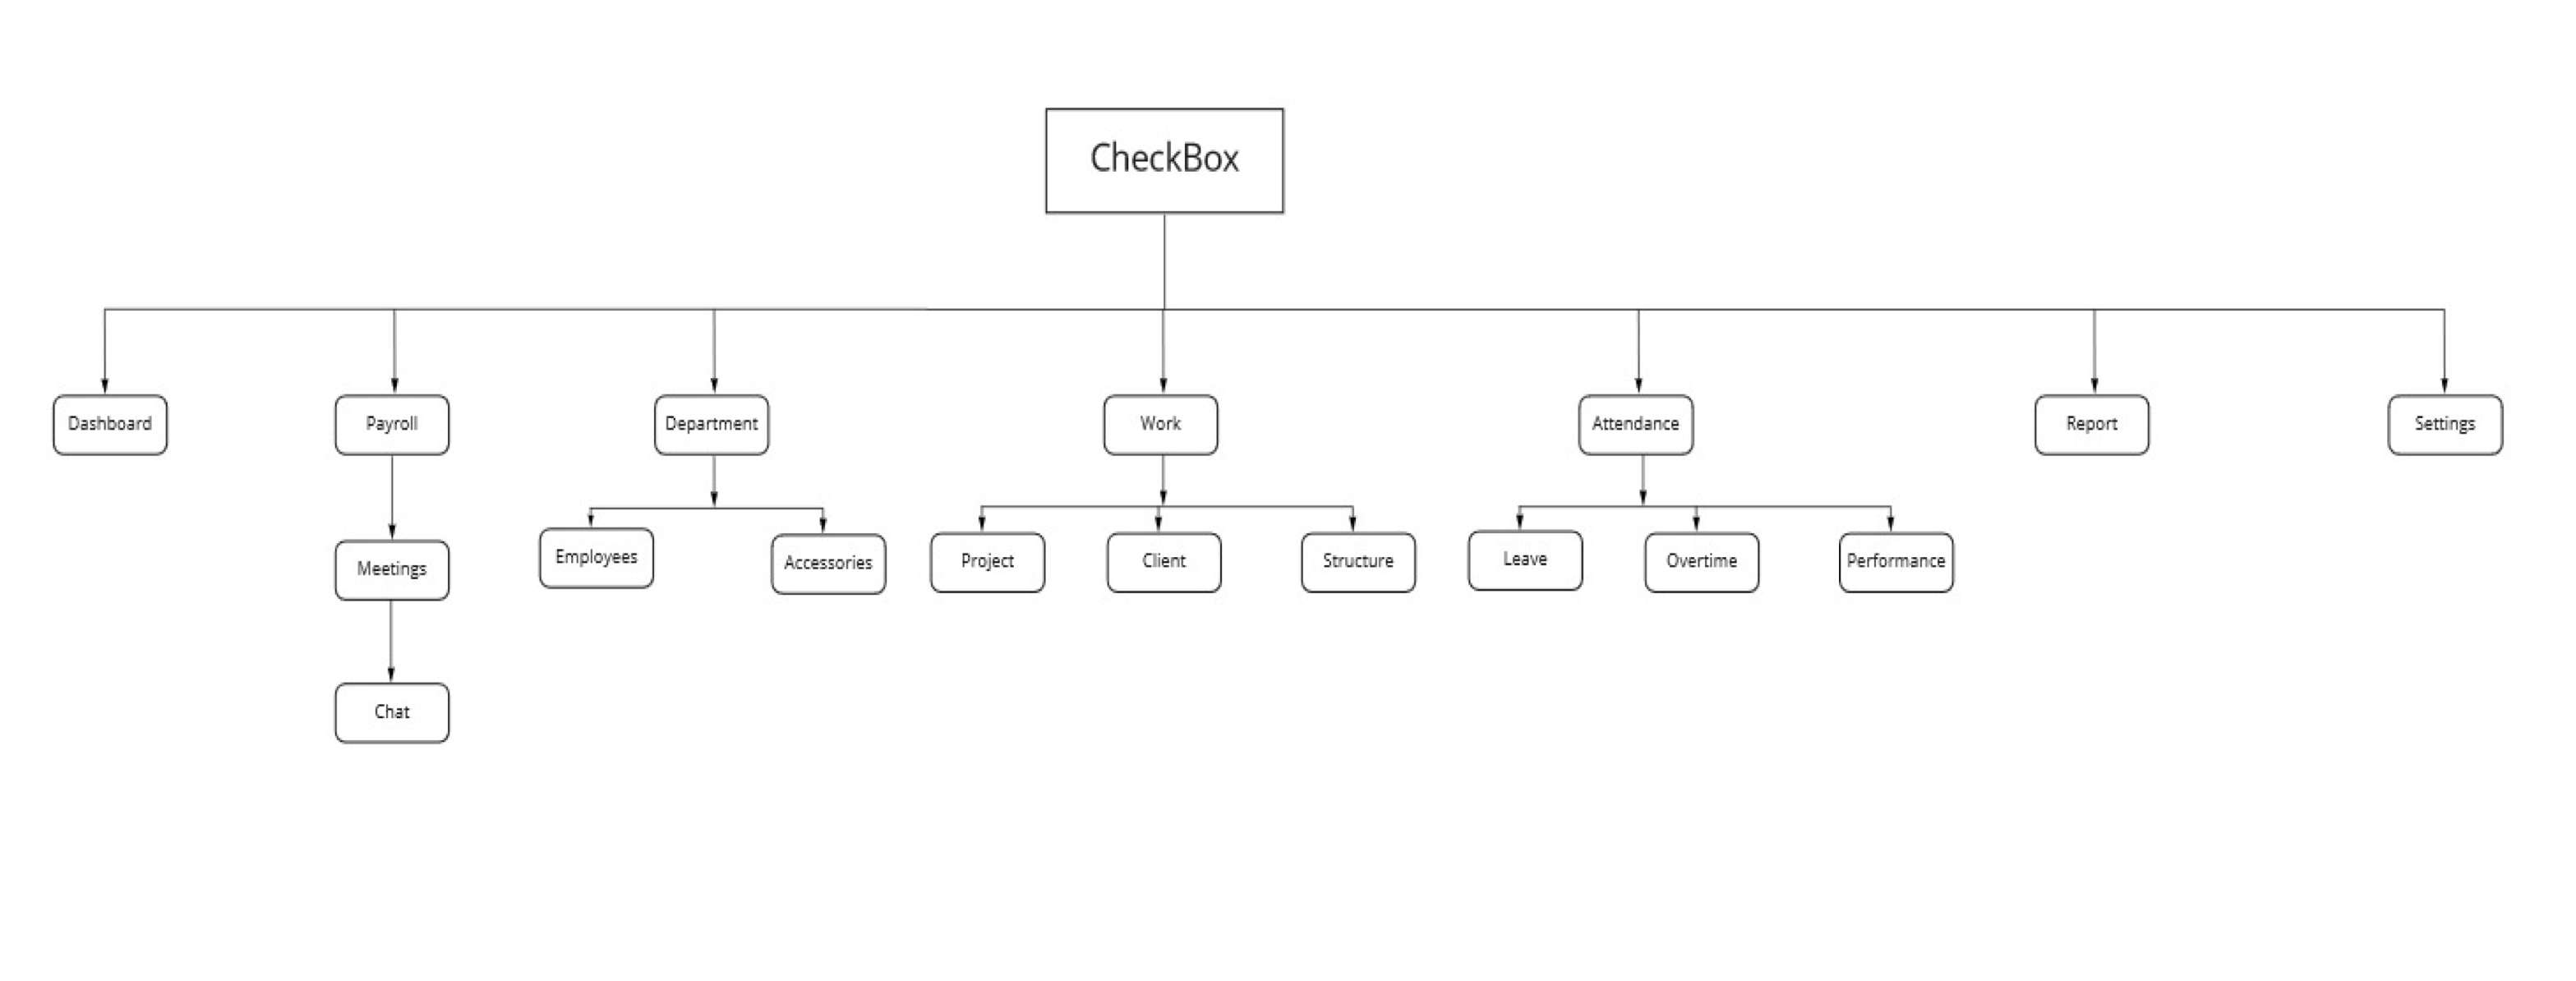 CheckBox
Dashboard
Payroll
Department
Work
Attendance
Report
Settings
Employees
Accessories
Project
Client
Structure
Leave
Overtime
Performance
Meetings
Chat